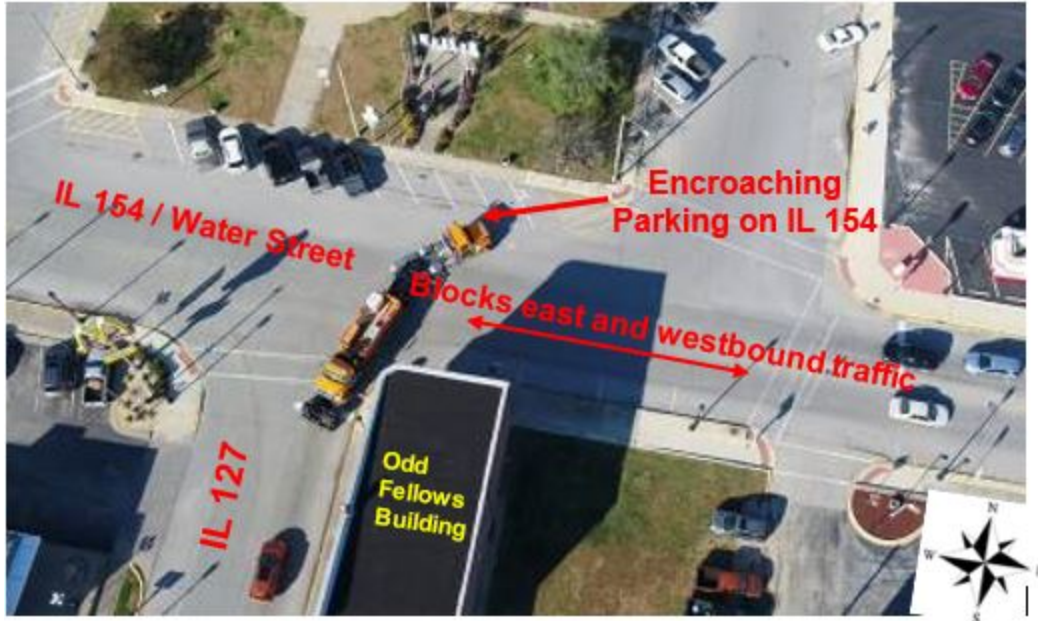 IL 154 / Water Street
Encroaching
Parking on IL 154
Blocks east and westbound traffic
IL 127
Odd
Fellows
Building
N
W
S